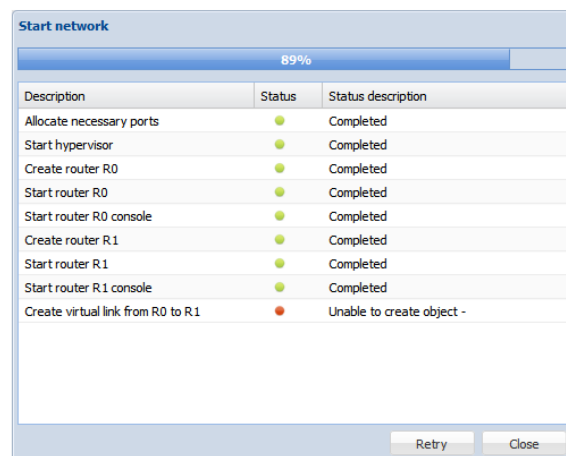 Start network
89%
Description Status Status description
Allocate necessary ports Completed
Start hypervisor Completed
Create router R0 Completed
Start router R0 Completed
Start router R0 console Completed
Create router R1 Completed
Start router R1 Completed
Start router R1 console Completed
Create virtual link from R0 to R1 Unable to create object -
Retry Close